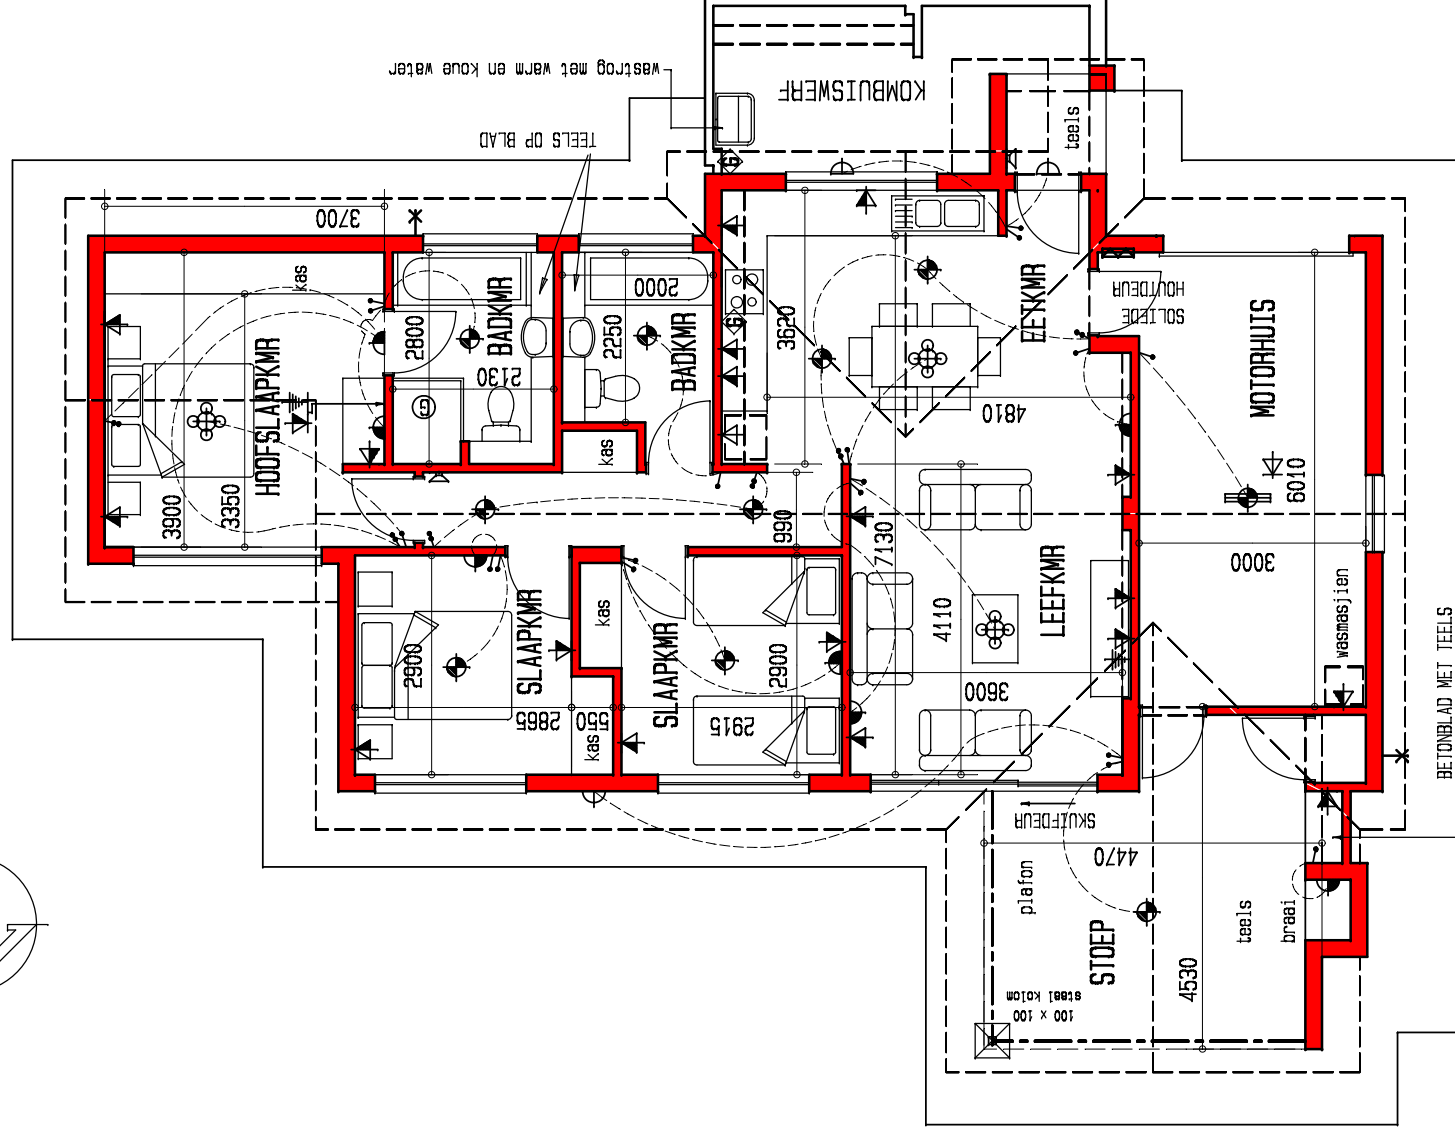 wastrog met warm en koue water
KOMBUISWERF
TEELS OP BLAD
teels
3700
kas
HOOFSLAAPKMR
3900
3350
2800
BADKMR
2130
G
2000
2250
BADKMR
kas
G
G
3620
EETKMR
4810
HOUTDEUR
SOLIEDE
MOTORHUIS
6010
3000
wasmasjien
990
7130
LEEFKMR
4110
3600
SLAAPKMR
2900
2865
550
kas
kas
SLAAPKMR
2915
2900
SKUIFDEUR
4470
plafon
STOEP
4530
teels
braai
100 x 100
staal kolom
BETONBLAD MET TEELS